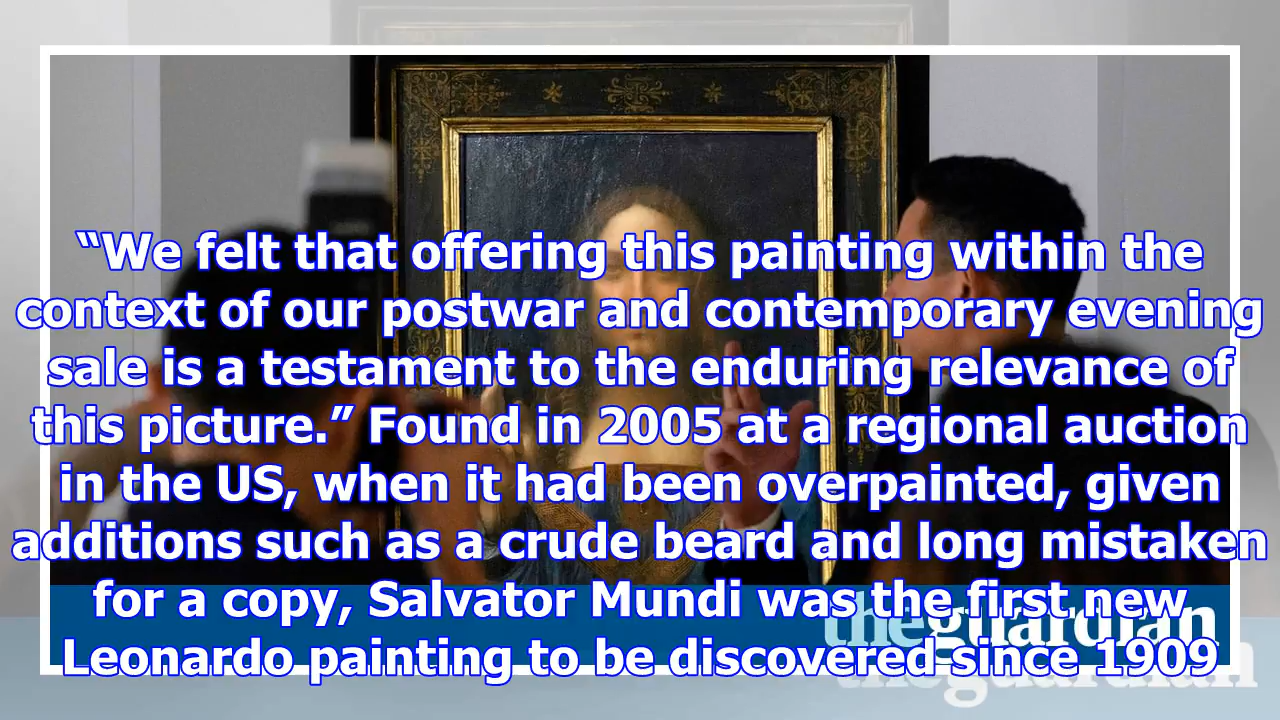 “We felt that offering this painting within the
context of our postwar and contemporary evening
sale is a testament to the enduring relevance of
this picture.” Found in 2005 at a regional auction
in the US, when it had been overpainted, given
additions such as a crude beard and long mistaken
for a copy, Salvator Mundi was the first new
Leonardo painting to be discovered since 1909
theguardian
theguardian